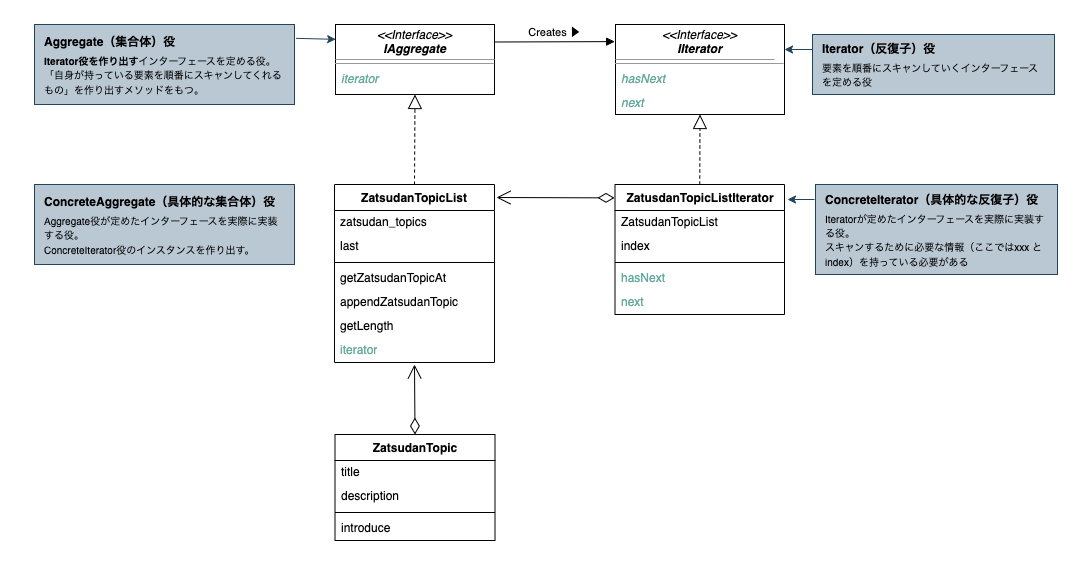 Aggregate（集合体）役
Iterator役を作り出すインターフェースを定める役。
「自身が持っている要素を順番にスキャンしてくれる
もの」を作り出すメソッドをもつ。
<<Interface>>
IAggregate
iterator
Creates ▶
<<Interface>>
IIterator
hasNext
next
Iterator（反復子）役
要素を順番にスキャンしていくインターフェース
を定める役
ConcreteAggregate（具体的な集合体）役
Aggregate役が定めたインターフェースを実際に実装
する役。
ConcreteIterator役のインスタンスを作り出す。
ZatsudanTopicList
zatsudan_topics
last
getZatsudanTopicAt
appendZatsudanTopic
getLength
iterator
ZatusdanTopicListIterator
ZatsudanTopicList
index
hasNext
next
ConcreteIterator（具体的な反復子）役
Iteratorが定めたインターフェースを実際に実装す
る役。
スキャンするために必要な情報（ここではxxx と
index）を持っている必要がある
ZatsudanTopic
title
description
introduce